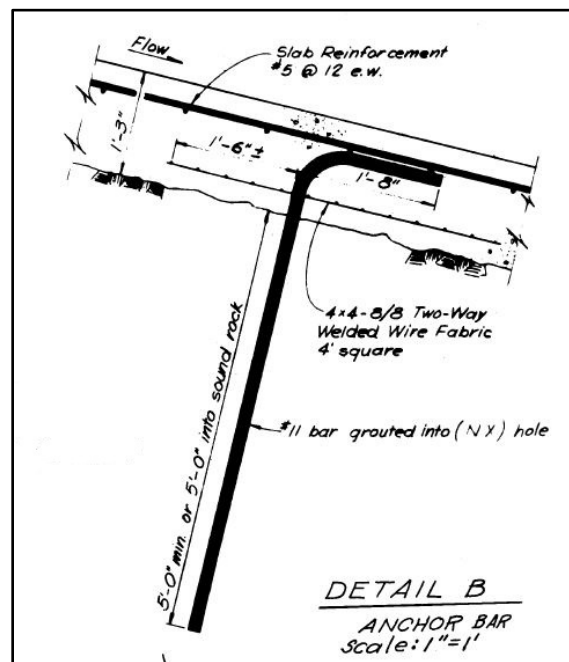 Flow
Slab Reinforcement
#5 @ 12 e.w.
1'-3"
1'-6" ±
1'-8"
4x4-8/8 Two-Way
Welded Wire Fabric
4' square
#11 bar grouted into (NX) hole
5'-0" min. or 5'-0" into sound rock
DETAIL B
ANCHOR BAR
Scale: 1"=1'